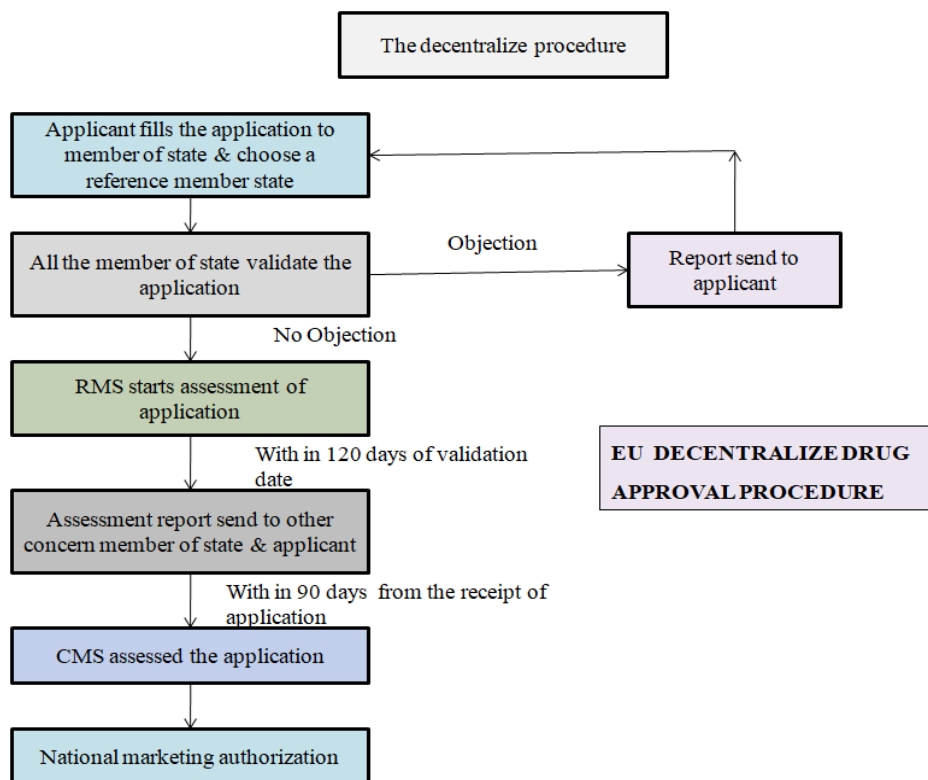 The decentralize procedure
Applicant fills the application to
member of state & choose a
reference member state
Objection
All the member of state validate the
application
Report send to
applicant
No Objection
RMS starts assessment of
application
With in 120 days of validation
date
EU DECENTRALIZE DRUG
APPROVAL PROCEDURE
Assessment report send to other
concern member of state & applicant
With in 90 days from the receipt of
application
CMS assessed the application
National marketing authorization